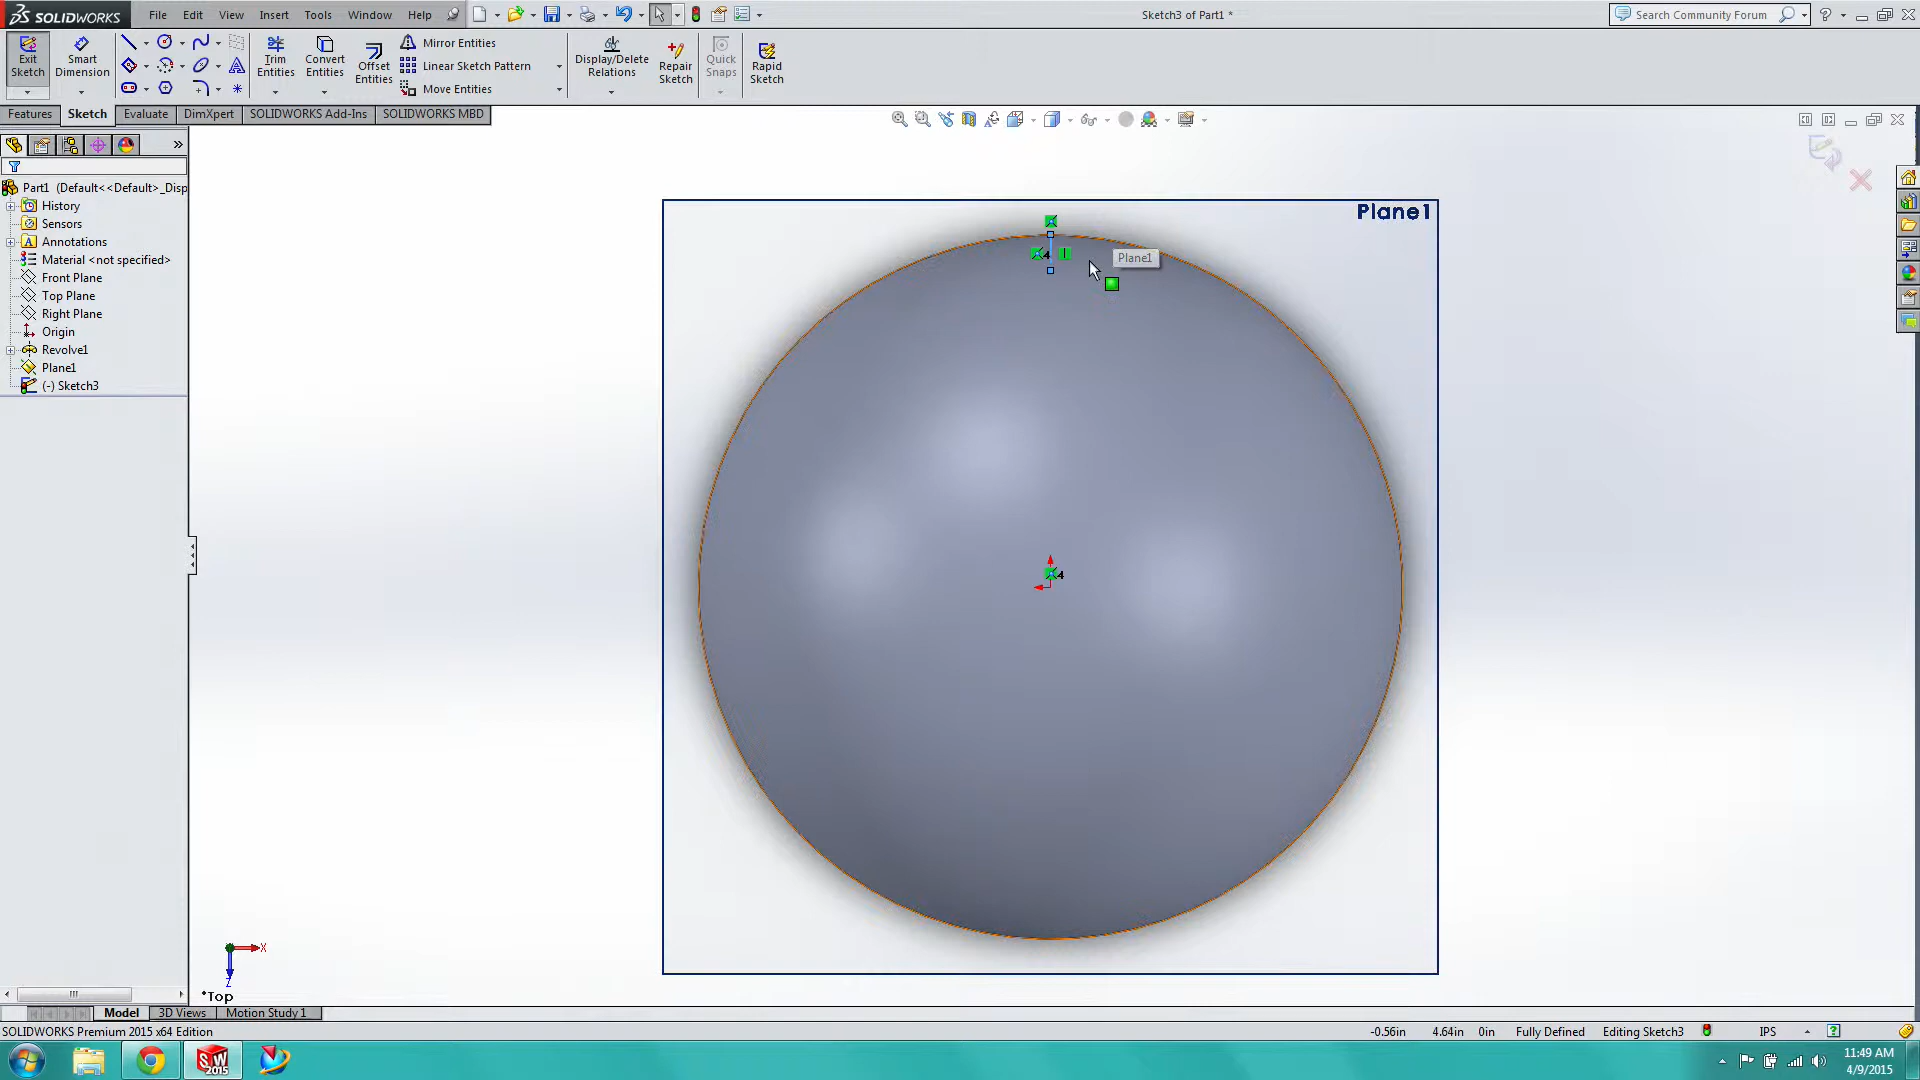 SOLIDWORKS File Edit View Insert Tools Window Help Sketch3 of Part1 * Search Community Forum
Exit Sketch
Smart Dimension
Trim Entities
Convert Entities
Offset Entities
Mirror Entities
Linear Sketch Pattern
Move Entities
Display/Delete Relations
Repair Sketch
Quick Snaps
Rapid Sketch
Features Sketch Evaluate DimXpert SOLIDWORKS Add-Ins SOLIDWORKS MBD
Part1 (Default<<Default>_Disp
History
Sensors
Annotations
Material <not specified>
Front Plane
Top Plane
Right Plane
Origin
Revolve1
Plane1
(-) Sketch3
Plane1
4
Plane1
4
X
Z
*Top
Model 3D Views Motion Study 1
SOLIDWORKS Premium 2015 x64 Edition -0.56in 4.64in 0in Fully Defined Editing Sketch3 IPS
SW 2015
11:49 AM
4/9/2015